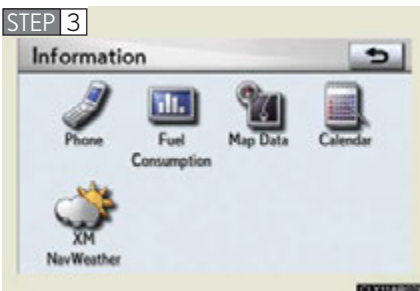 STEP 3
Information
Phone
Fuel
Consumption
Map Data
Calendar
XM
NavWeather